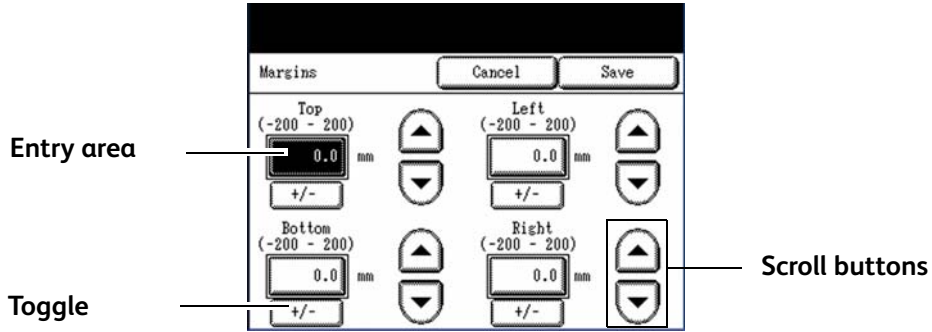 Margins Cancel Save
Top Left
(-200 - 200) (-200 - 200)
Entry area 0.0 mm 0.0 mm
+/- +/-
Bottom Right
(-200 - 200) (-200 - 200)
0.0 mm 0.0 mm Scroll buttons
Toggle +/- +/-